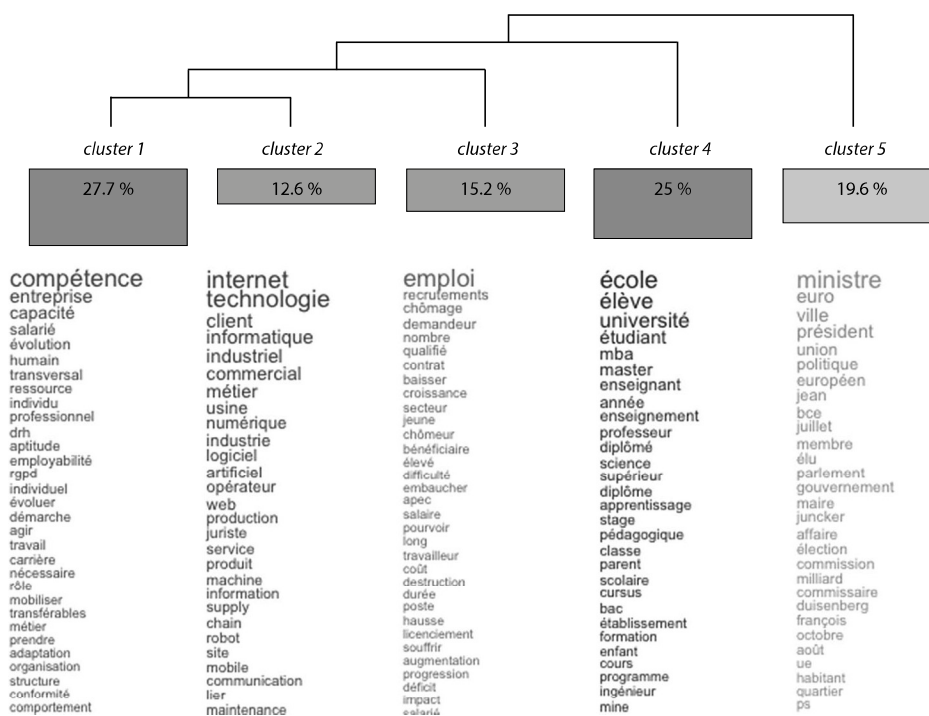 cluster 1
cluster 2
cluster 3
cluster 4
cluster 5
27.7 %
12.6 %
15.2 %
25 %
19.6 %
compétence
entreprise
capacité
salarié
évolution
humain
transversal
ressource
individu
professionnel
drh
aptitude
employabilité
rgpd
individuel
évoluer
démarche
agir
travail
carrière
nécessaire
rôle
mobiliser
transférables
métier
prendre
adaptation
organisation
structure
conformité
comportement
internet
technologie
client
informatique
industriel
commercial
métier
usine
numérique
industrie
logiciel
artificiel
opérateur
web
production
juriste
service
produit
machine
information
supply
chain
robot
site
mobile
communication
lier
maintenance
emploi
recrutements
chômage
demandeur
nombre
qualifié
contrat
baisser
croissance
secteur
jeune
chômeur
bénéficiaire
élevé
difficulté
embaucher
apec
salaire
pourvoir
long
travailleur
coût
destruction
durée
poste
hausse
licenciement
souffrir
augmentation
progression
déficit
impact
salarié
école
élève
université
étudiant
mba
master
enseignant
année
enseignement
professeur
diplômé
science
supérieur
diplôme
apprentissage
stage
pédagogique
classe
parent
scolaire
cursus
bac
établissement
formation
enfant
cours
programme
ingénieur
mine
ministre
euro
ville
président
union
politique
européen
jean
bce
juillet
membre
élu
parlement
gouvernement
maire
juncker
affaire
élection
commission
milliard
commissaire
duisenberg
françois
octobre
août
ue
habitant
quartier
ps